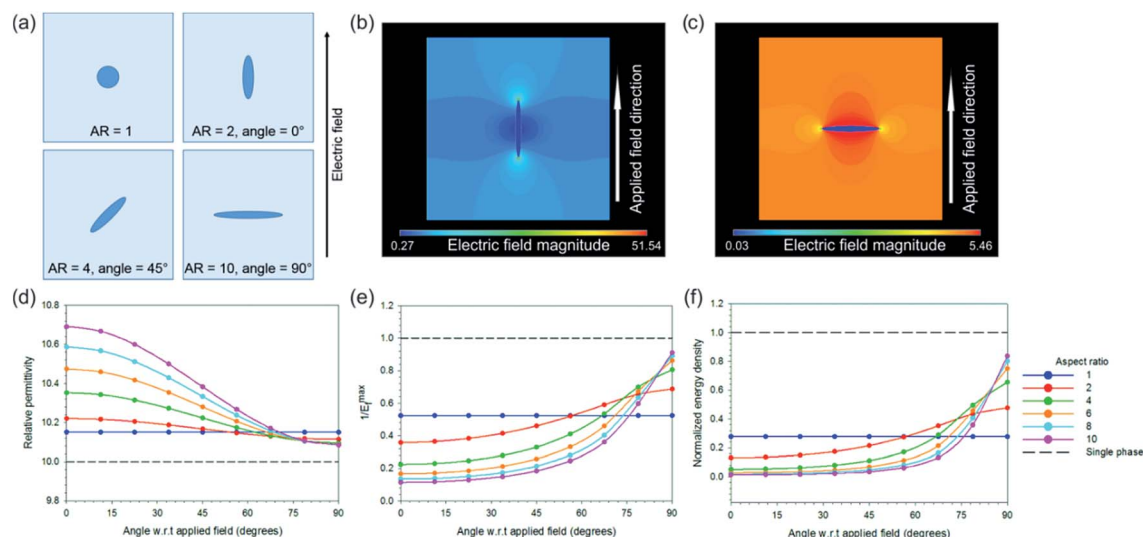 (a)
AR = 1
AR = 2, angle = 0°
AR = 4, angle = 45°
AR = 10, angle = 90°
Electric field
(b)
Applied field direction
0.27 Electric field magnitude 51.54
(c)
Applied field direction
0.03 Electric field magnitude 5.46
(d)
Relative permittivity
10.8
10.6
10.4
10.2
10.0
9.8
0 15 30 45 60 75 90
Angle w.r.t applied field (degrees)
(e)
1/E_f^max
1.2
1.0
0.8
0.6
0.4
0.2
0.0
0 15 30 45 60 75 90
Angle w.r.t applied field (degrees)
(f)
Normalized energy density
1.2
1.0
0.8
0.6
0.4
0.2
0.0
0 15 30 45 60 75 90
Angle w.r.t applied field (degrees)
Aspect ratio
1
2
4
6
8
10
Single phase